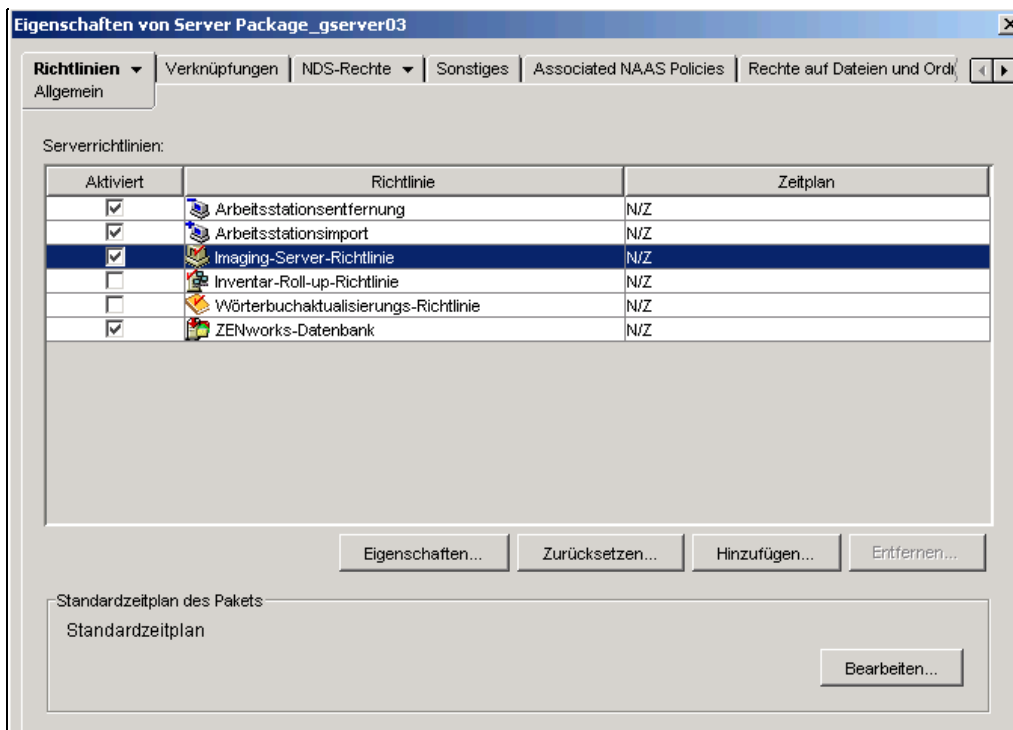 Eigenschaften von Server Package_gserver03
Richtlinien Verknüpfungen NDS-Rechte Sonstiges Associated NAAS Policies Rechte auf Dateien und Ord
Allgemein
Serverrichtlinien:
Aktiviert Richtlinie Zeitplan
Arbeitsstationsentfernung N/Z
Arbeitsstationsimport N/Z
Imaging-Server-Richtlinie N/Z
Inventar-Roll-up-Richtlinie N/Z
Wörterbuchaktualisierungs-Richtlinie N/Z
ZENworks-Datenbank N/Z
Eigenschaften... Zurücksetzen... Hinzufügen... Entfernen...
Standardzeitplan des Pakets
Standardzeitplan
Bearbeiten...